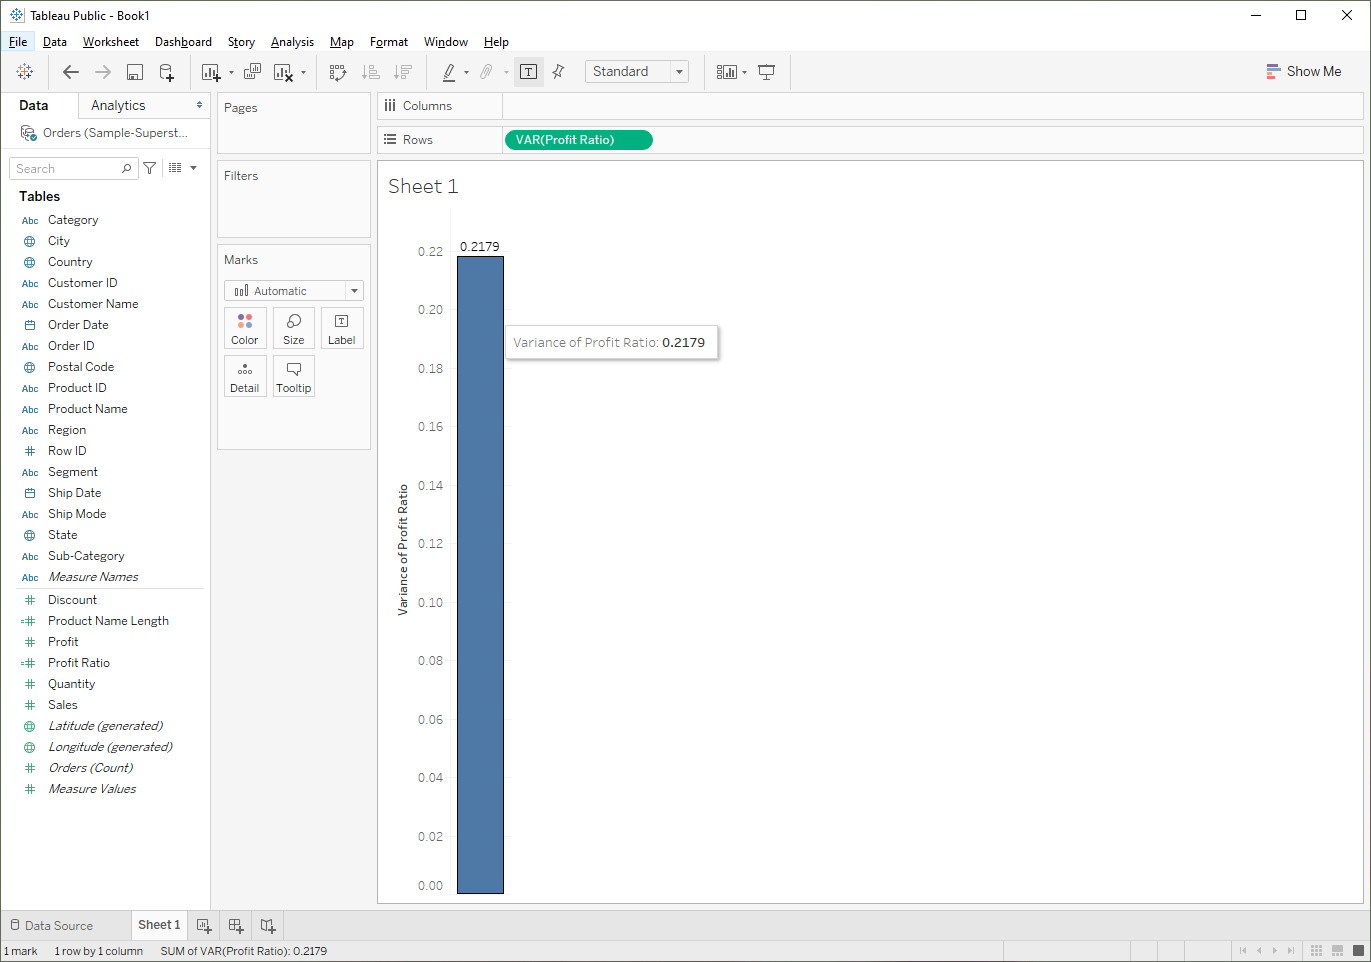 Tableau Public - Book1
File Data Worksheet Dashboard Story Analysis Map Format Window Help
Standard
Show Me
Data Analytics
Orders (Sample-Superst...
Search
Tables
Abc Category
City
Country
Abc Customer ID
Abc Customer Name
Order Date
Abc Order ID
Postal Code
Abc Product ID
Abc Product Name
Abc Region
# Row ID
Abc Segment
Ship Date
Abc Ship Mode
State
Abc Sub-Category
Abc Measure Names
# Discount
=# Product Name Length
# Profit
=# Profit Ratio
# Quantity
# Sales
Latitude (generated)
Longitude (generated)
# Orders (Count)
# Measure Values
Pages
Filters
Marks
Automatic
Color Size Label
Detail Tooltip
Columns
Rows VAR(Profit Ratio)
Sheet 1
0.2179
0.22
0.20
0.18
0.16
0.14
0.12
0.10
0.08
0.06
0.04
0.02
0.00
Variance of Profit Ratio
Variance of Profit Ratio: 0.2179
Data Source Sheet 1
1 mark 1 row by 1 column SUM of VAR(Profit Ratio): 0.2179